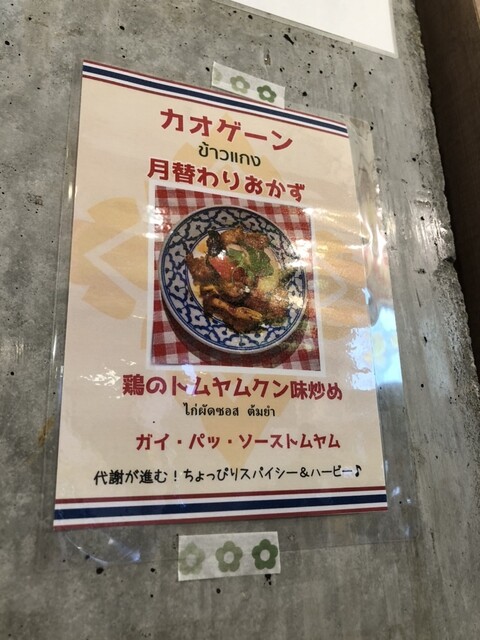 カオゲーン
ข้าวแกง
月替わりおかず
鶏のトムヤムクン味炒め
ไก่ผัดซอส ต้มยำ
ガイ・パッ・ソーストムヤム
代謝が進む！ちょっぴりスパイシー＆ハービー♪